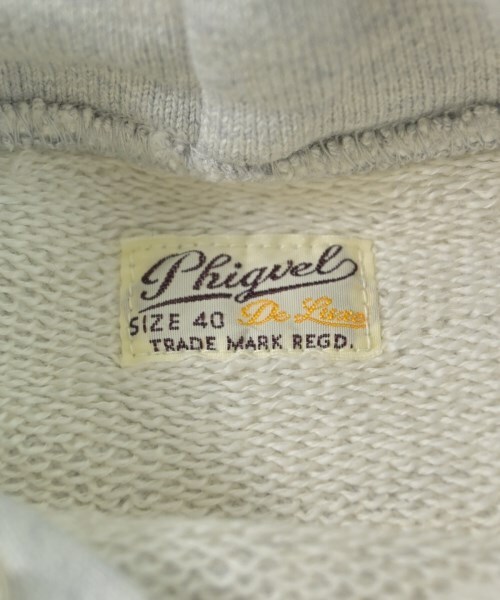 Phigvel
SIZE 40 De Luxe
TRADE MARK REGD.